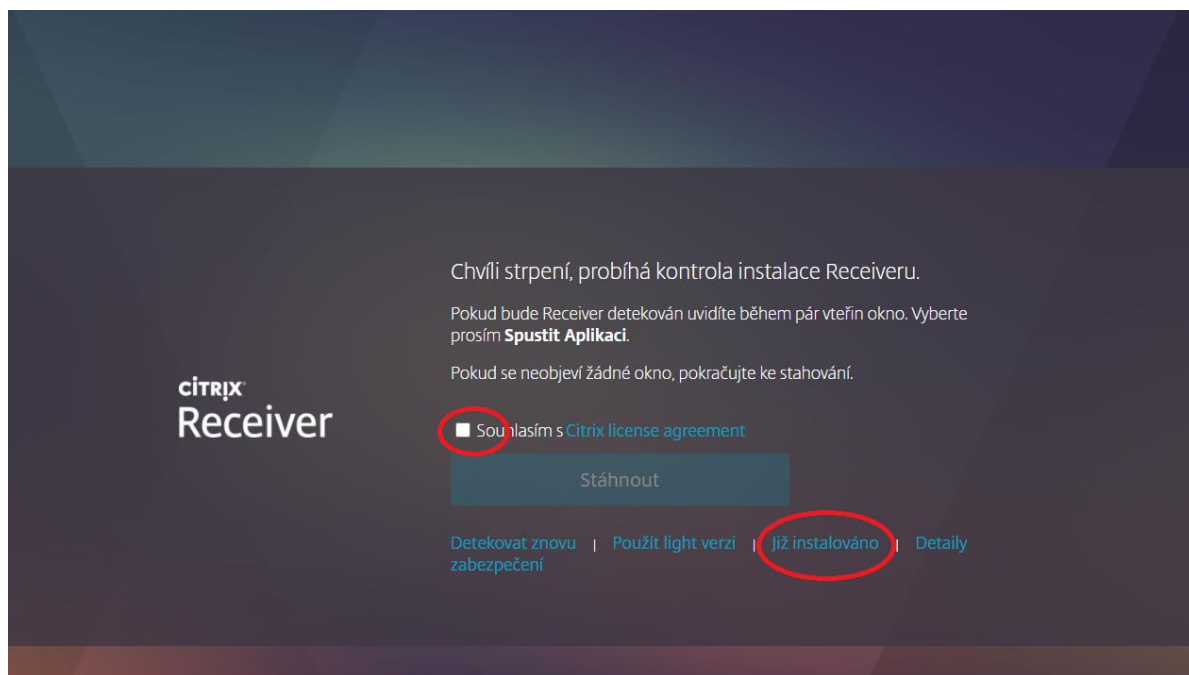 Chvíli strpení, probíhá kontrola instalace Receiveru.
Pokud bude Receiver detekován uvidíte během pár vteřin okno. Vyberte
prosím Spustit Aplikaci.
Pokud se neobjeví žádné okno, pokračujte ke stahování.
CİTRIX
Receiver
Souhlasím s Citrix license agreement
Stáhnout
Detekovat znovu | Použít light verzi | Již instalováno | Detaily
zabezpečení